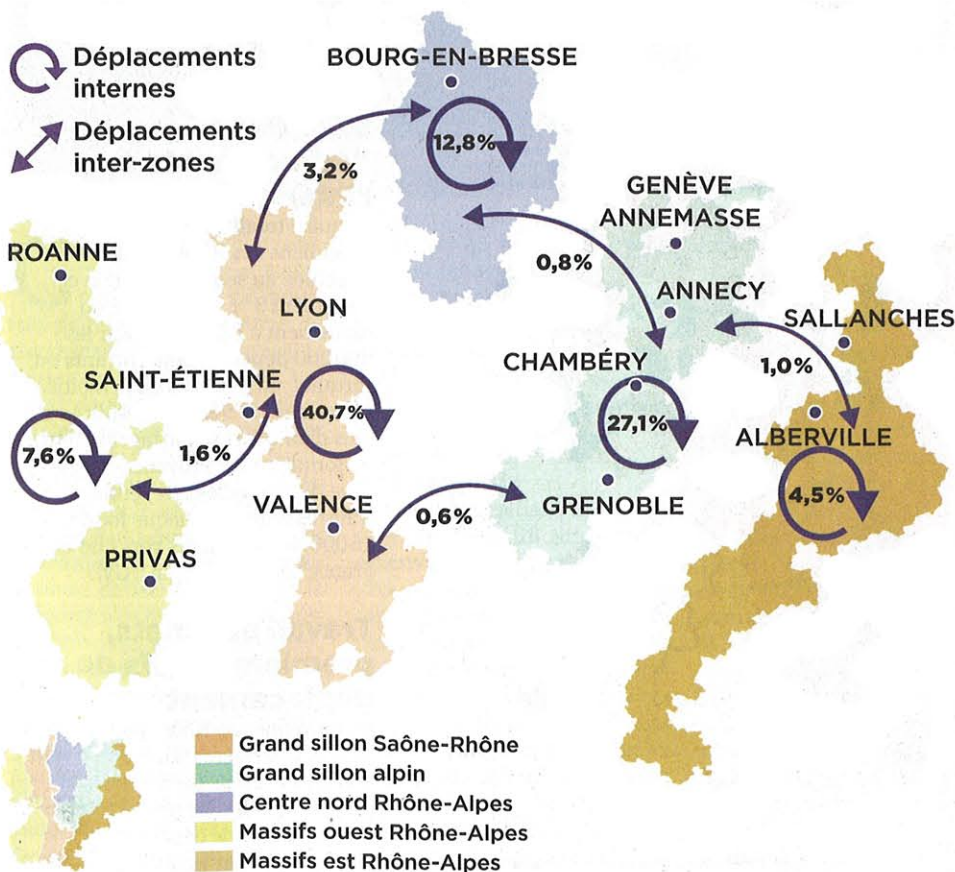 Déplacements
internes
Déplacements
inter-zones
BOURG-EN-BRESSE
12,8%
3,2%
GENÈVE
ANNEMASSE
0,8%
ROANNE
LYON
ANNECY
SALLANCHES
SAINT-ÉTIENNE
CHAMBÉRY
1,0%
40,7%
27,1%
ALBERVILLE
7,6%
1,6%
VALENCE
0,6%
GRENOBLE
4,5%
PRIVAS
Grand sillon Saône-Rhône
Grand sillon alpin
Centre nord Rhône-Alpes
Massifs ouest Rhône-Alpes
Massifs est Rhône-Alpes